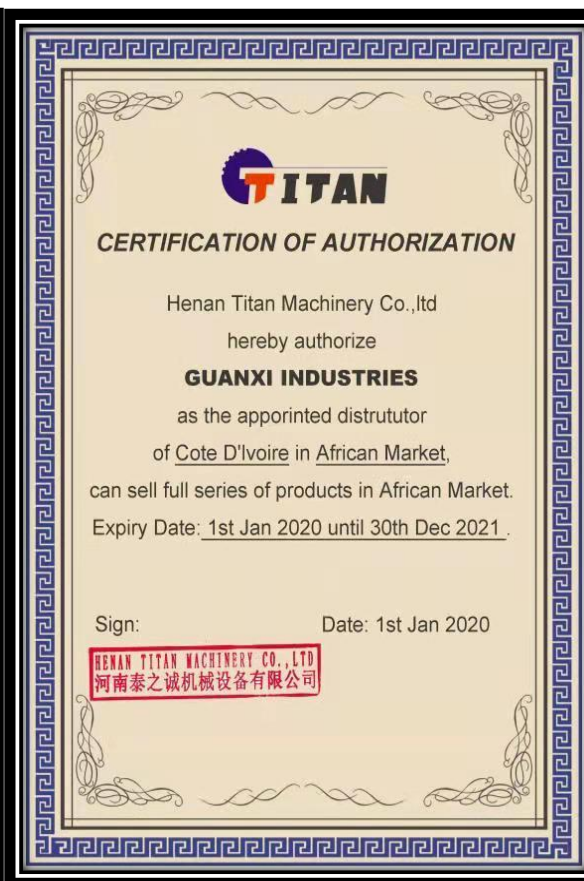 TITAN
CERTIFICATION OF AUTHORIZATION
Henan Titan Machinery Co.,ltd
hereby authorize
GUANXI INDUSTRIES
as the apporinted distrututor
of Cote D'Ivoire in African Market,
can sell full series of products in African Market.
Expiry Date: 1st Jan 2020 until 30th Dec 2021 .
Sign: Date: 1st Jan 2020
HENAN TITAN MACHINERY CO.,LTD
河南泰之诚机械设备有限公司